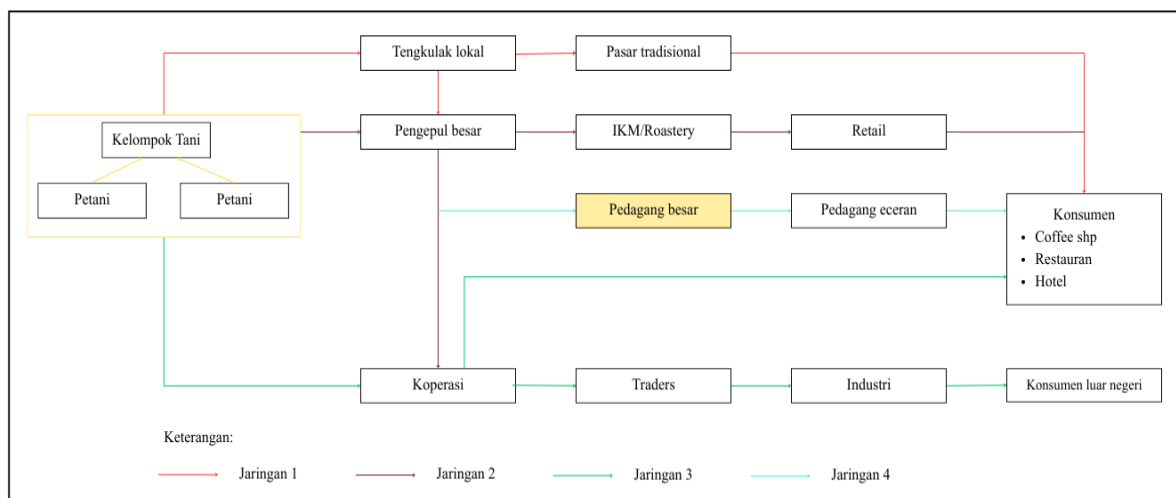 Tengkulak lokal
Pasar tradisional
Kelompok Tani
Pengepul besar
IKM/Roastery
Retail
Petani
Petani
Pedagang besar
Pedagang eceran
Konsumen
• Coffee shp
• Restauran
• Hotel
Koperasi
Traders
Industri
Konsumen luar negeri
Keterangan:
Jaringan 1
Jaringan 2
Jaringan 3
Jaringan 4